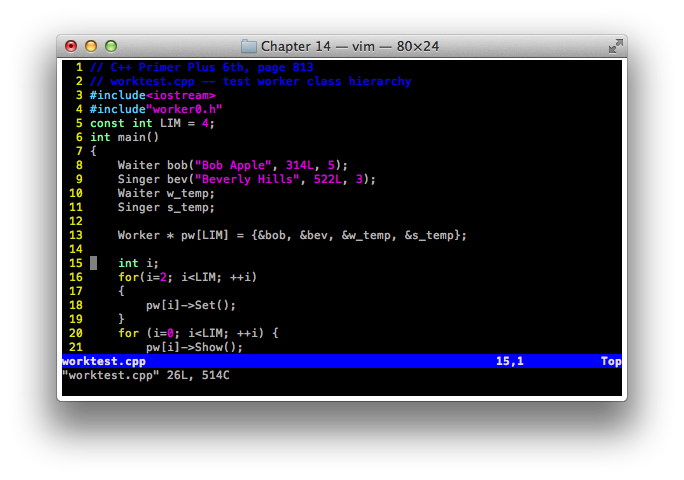 Chapter 14 — vim — 80×24
1 // C++ Primer Plus 6th, page 813
2 // worktest.cpp -- test worker class hierarchy
3 #include<iostream>
4 #include"worker0.h"
5 const int LIM = 4;
6 int main()
7 {
8     Waiter bob("Bob Apple", 314L, 5);
9     Singer bev("Beverly Hills", 522L, 3);
10     Waiter w_temp;
11     Singer s_temp;
12
13     Worker * pw[LIM] = {&bob, &bev, &w_temp, &s_temp};
14
15     int i;
16     for(i=2; i<LIM; ++i)
17     {
18         pw[i]->Set();
19     }
20     for (i=0; i<LIM; ++i) {
21         pw[i]->Show();
worktest.cpp 15,1 Top
"worktest.cpp" 26L, 514C